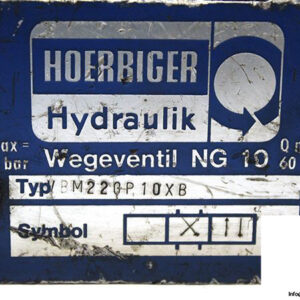 HOERBIGER
Hydraulik
ax = Q
bar Wegeventil NG 10 60
Typ BM220P10XB
Symbol